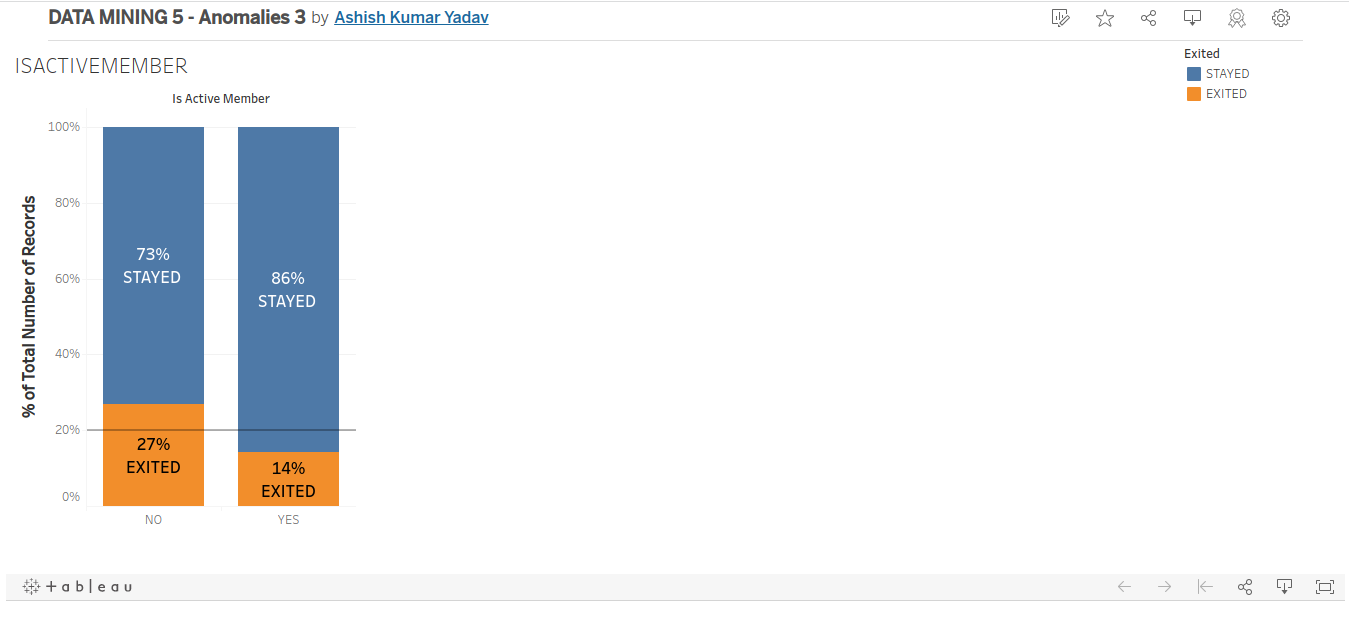 DATA MINING 5 - Anomalies 3 by Ashish Kumar Yadav
ISACTIVEMEMBER
Exited
STAYED
EXITED
Is Active Member
% of Total Number of Records
100%
80%
60%
40%
20%
0%
73%
STAYED
86%
STAYED
27%
EXITED
14%
EXITED
NO
YES
+ a b l e a u